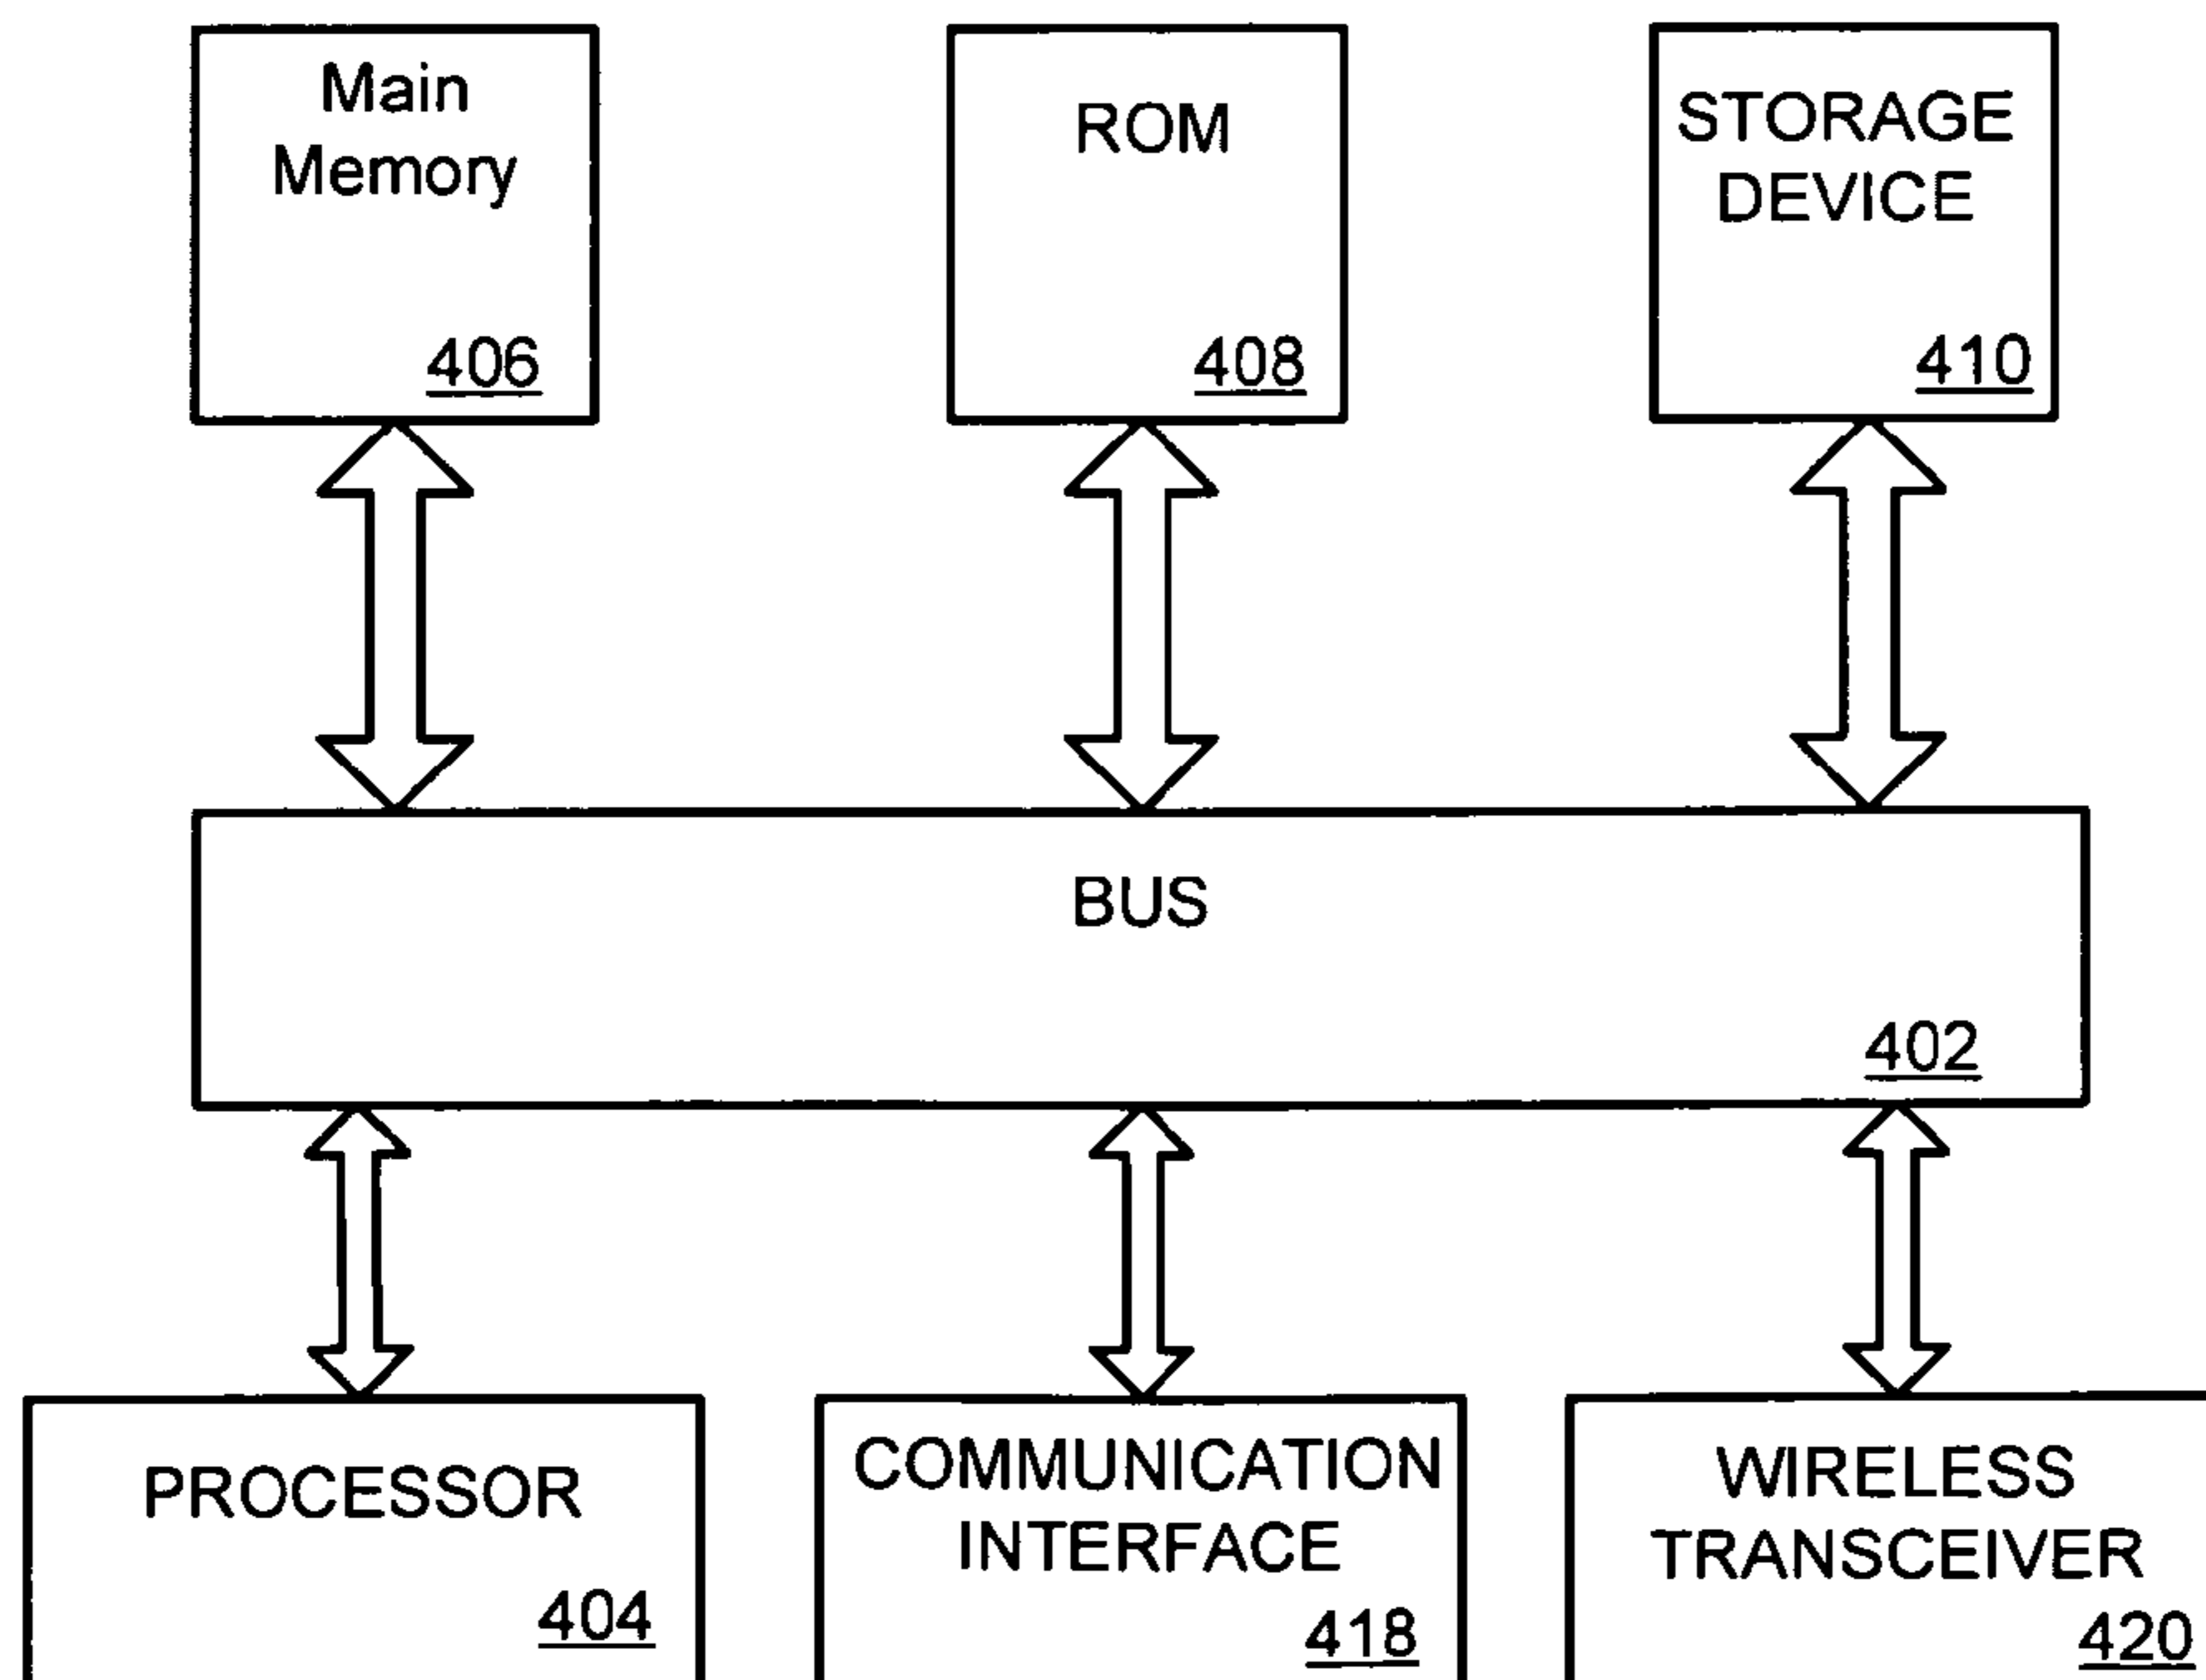 Main
Memory
406
ROM
408
STORAGE
DEVICE
410
BUS
402
PROCESSOR
404
COMMUNICATION
INTERFACE
418
WIRELESS
TRANSCEIVER
420